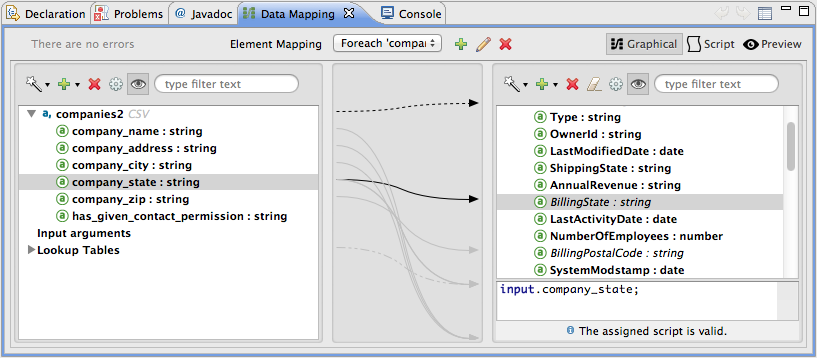 Declaration Problems @ Javadoc Data Mapping Console
There are no errors Element Mapping Foreach 'compa Graphical Script Preview
type filter text
companies2 CSV
company_name : string
company_address : string
company_city : string
company_state : string
company_zip : string
has_given_contact_permission : string
Input arguments
Lookup Tables
type filter text
Type : string
OwnerId : string
LastModifiedDate : date
ShippingState : string
AnnualRevenue : string
BillingState : string
LastActivityDate : date
NumberOfEmployees : number
BillingPostalCode : string
SystemModstamp : date
input.company_state;
The assigned script is valid.